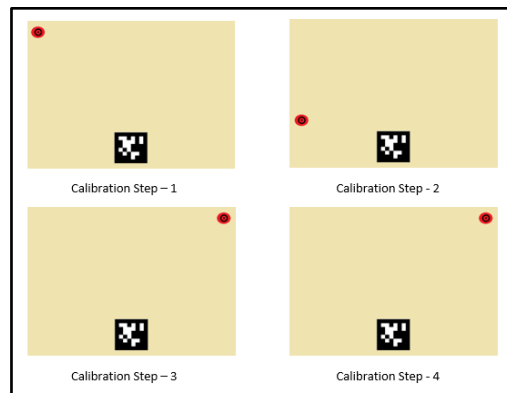 Calibration Step – 1
Calibration Step - 2
Calibration Step – 3
Calibration Step - 4